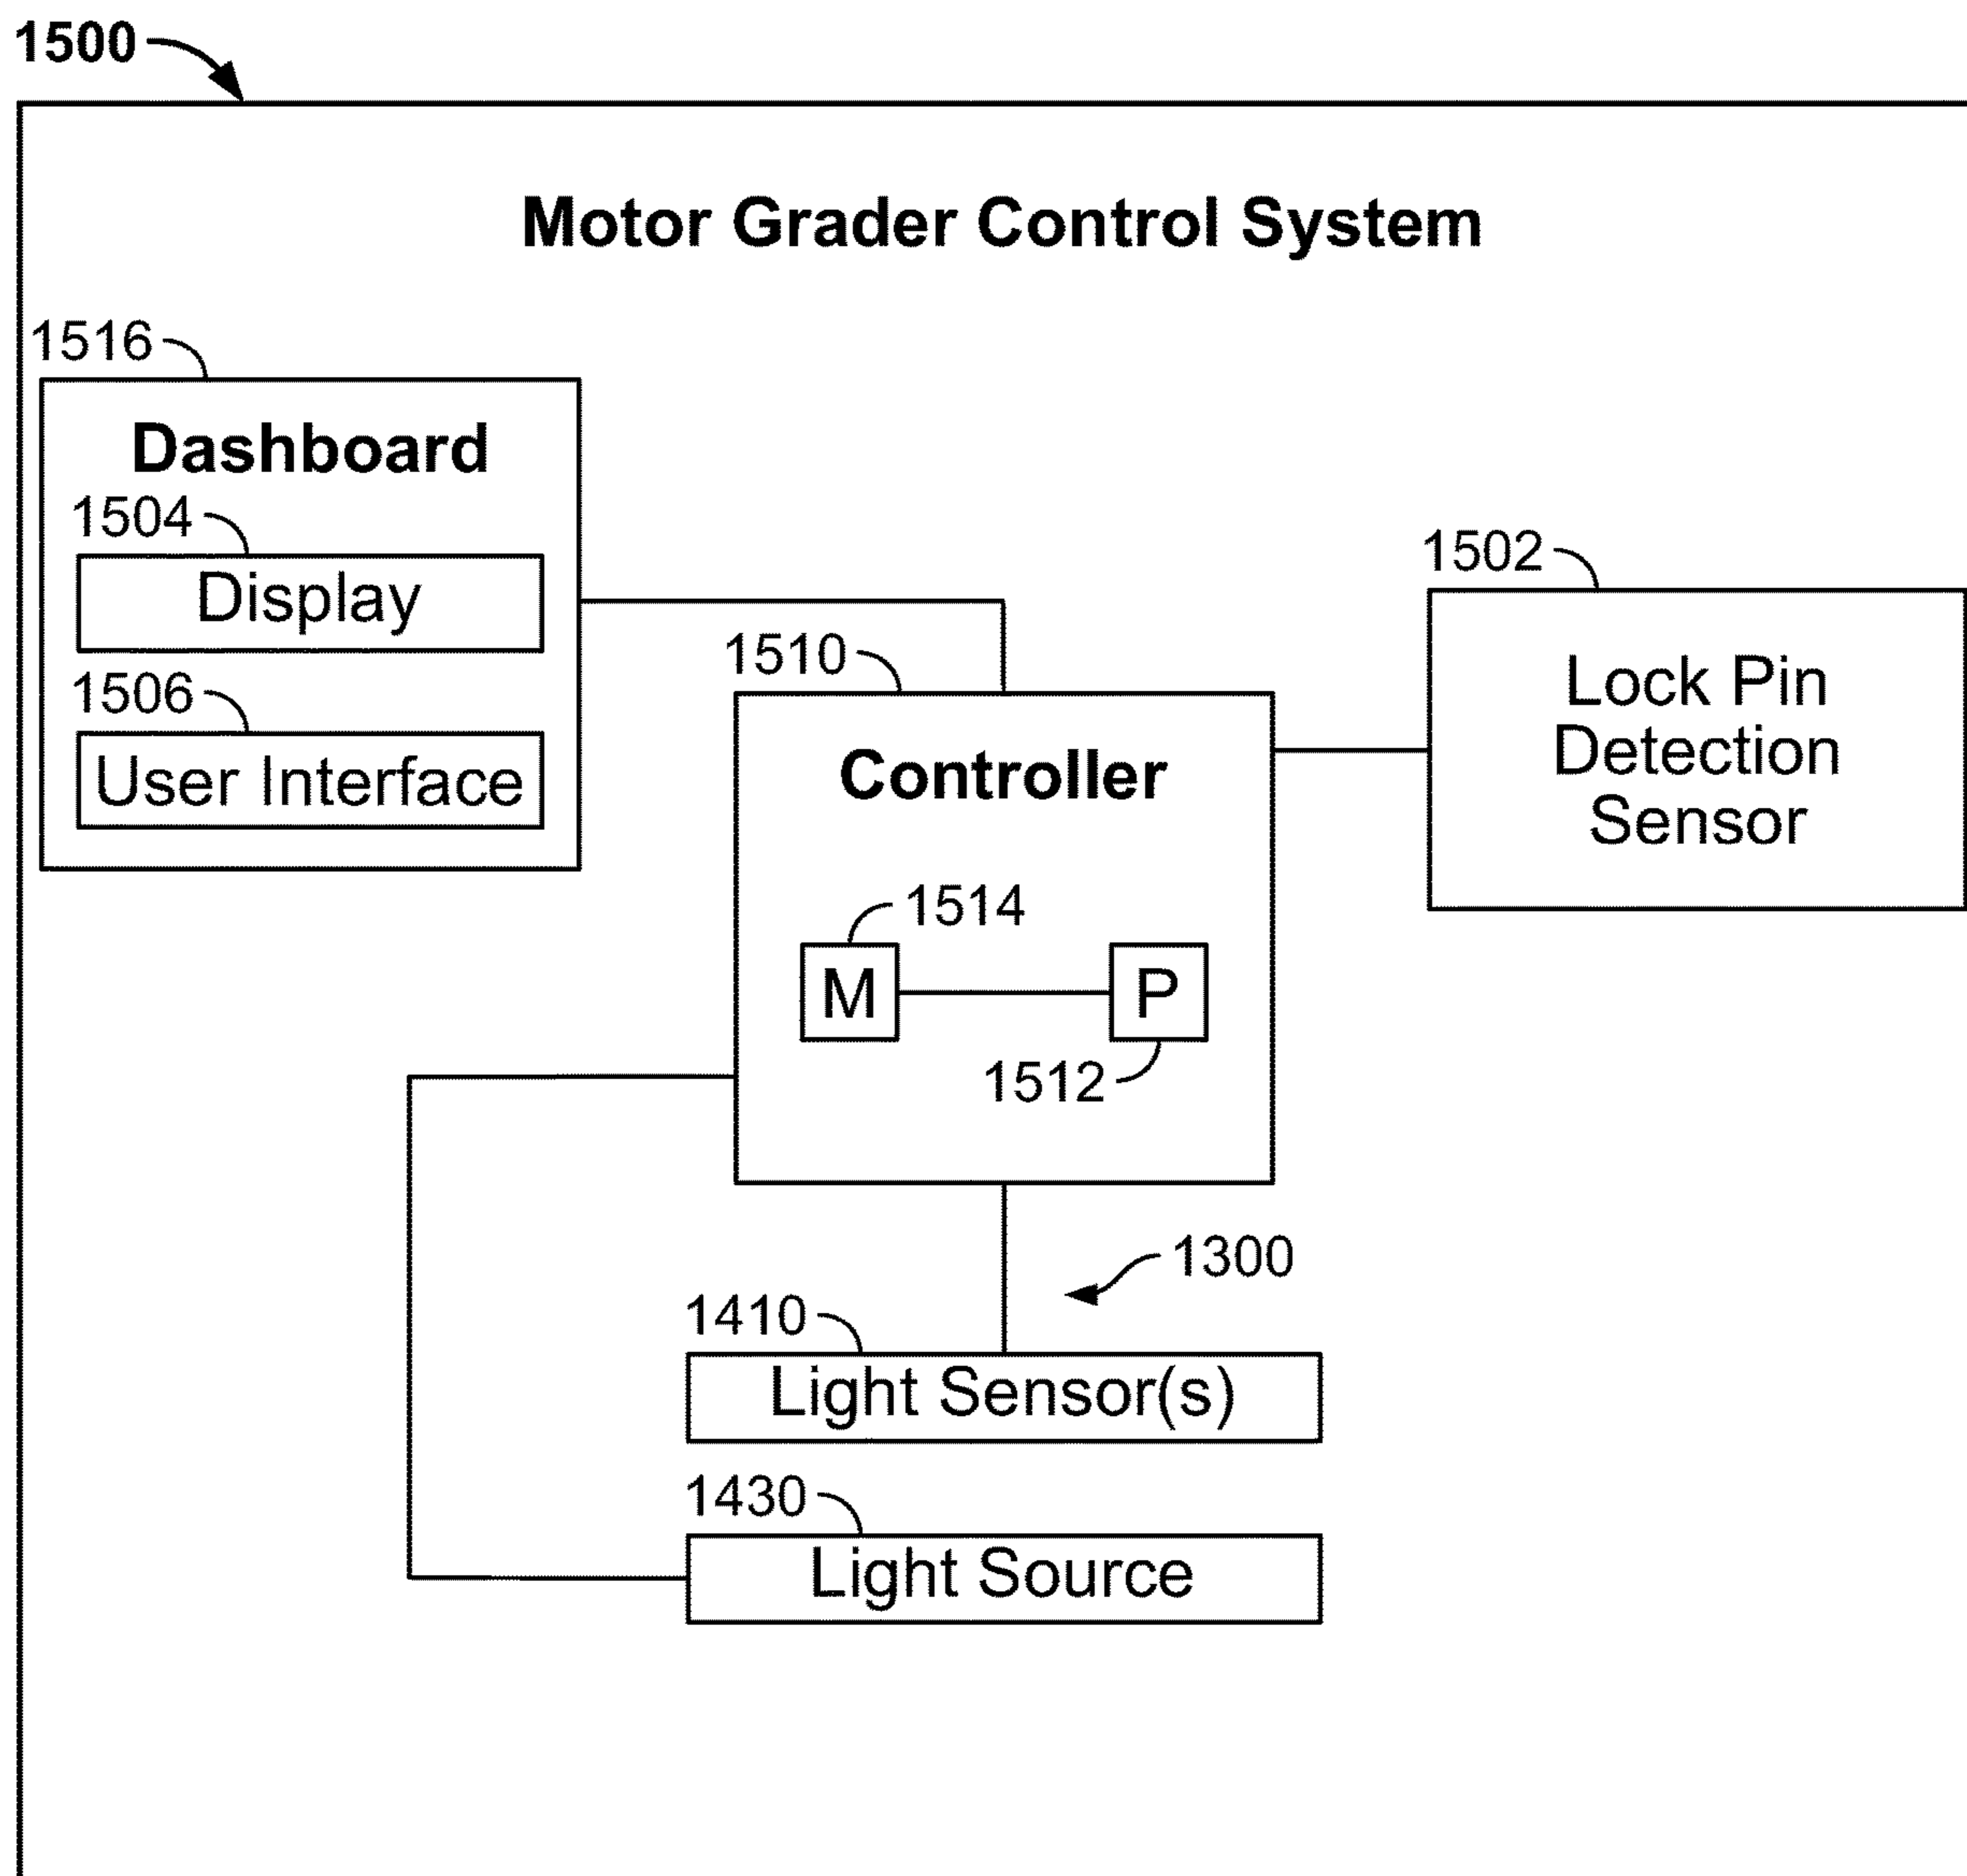 1500
Motor Grader Control System
1516
Dashboard
1504
Display
1506
User Interface
1510
Controller
1514
M
P
1512
1502
Lock Pin
Detection
Sensor
1300
1410
Light Sensor(s)
1430
Light Source